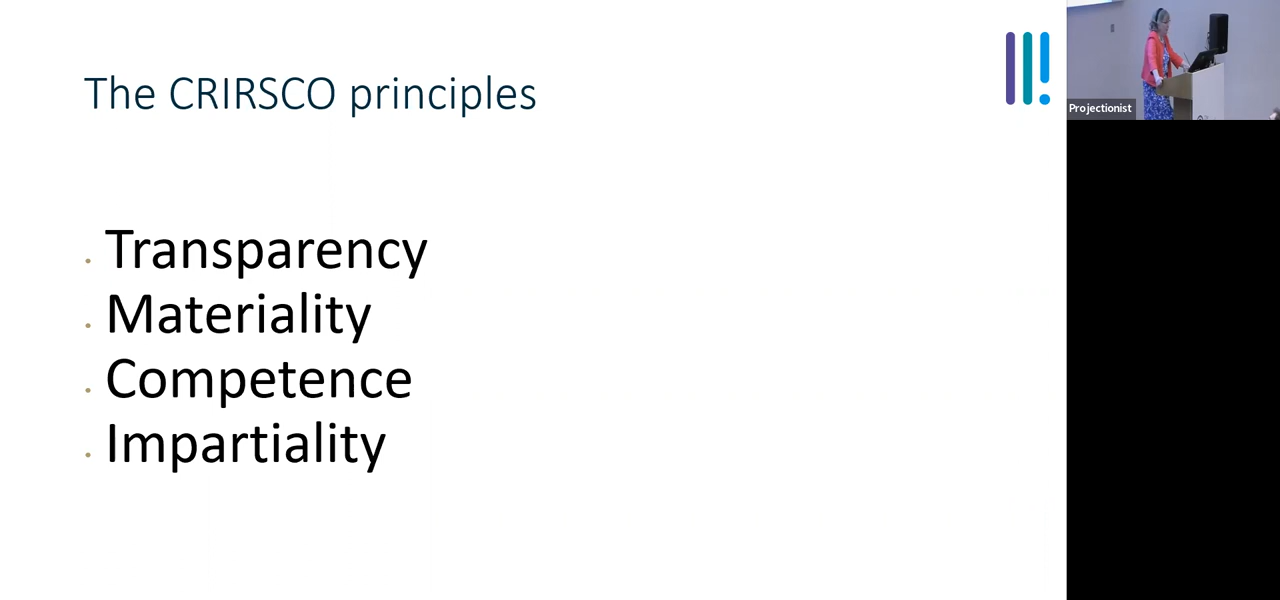 The CRIRSCO principles
Transparency
Materiality
Competence
Impartiality
Projectionist